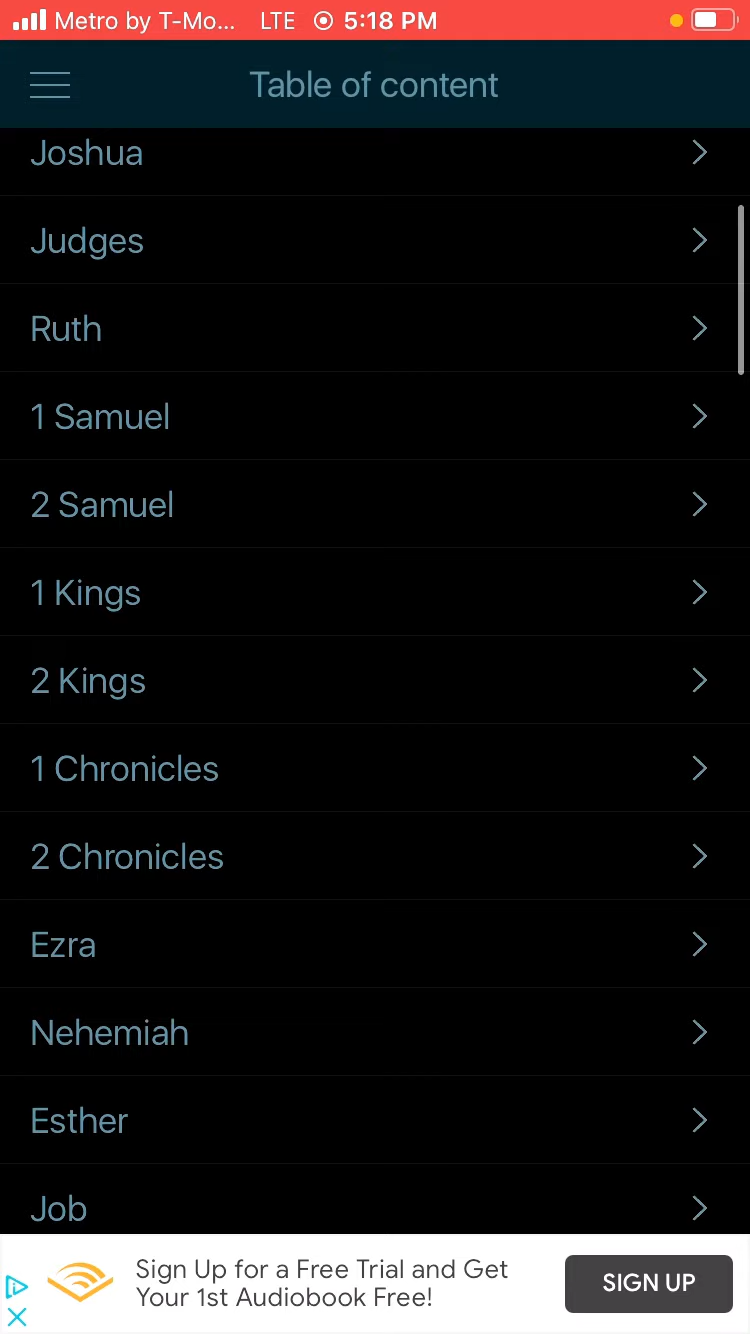 Metro by T-Mo... LTE 5:18 PM
Table of content
Joshua
Judges
Ruth
1 Samuel
2 Samuel
1 Kings
2 Kings
1 Chronicles
2 Chronicles
Ezra
Nehemiah
Esther
Job
Sign Up for a Free Trial and Get
Your 1st Audiobook Free!
SIGN UP